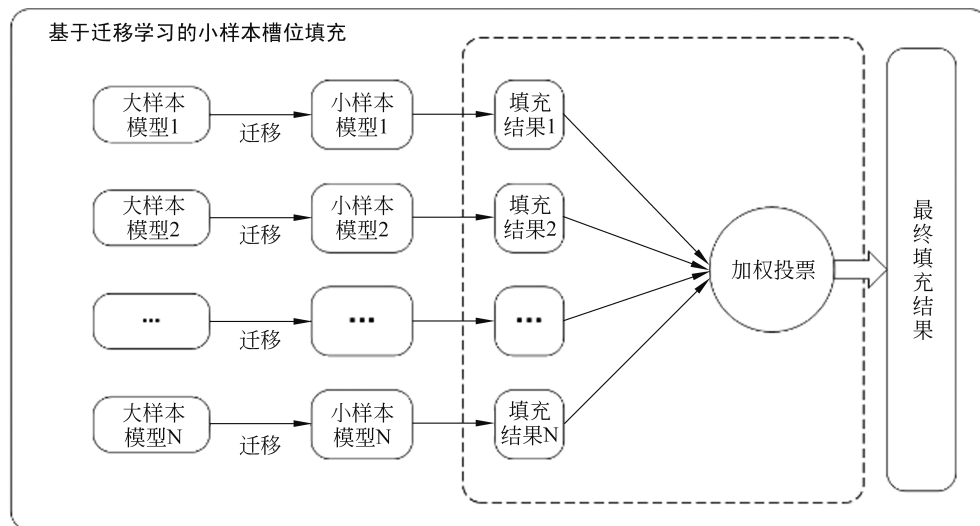 基于迁移学习的小样本槽位填充
大样本
模型1
迁移
小样本
模型1
填充
结果1
大样本
模型2
迁移
小样本
模型2
填充
结果2
...
迁移
...
...
大样本
模型N
迁移
小样本
模型N
填充
结果N
加权投票
最终填充结果